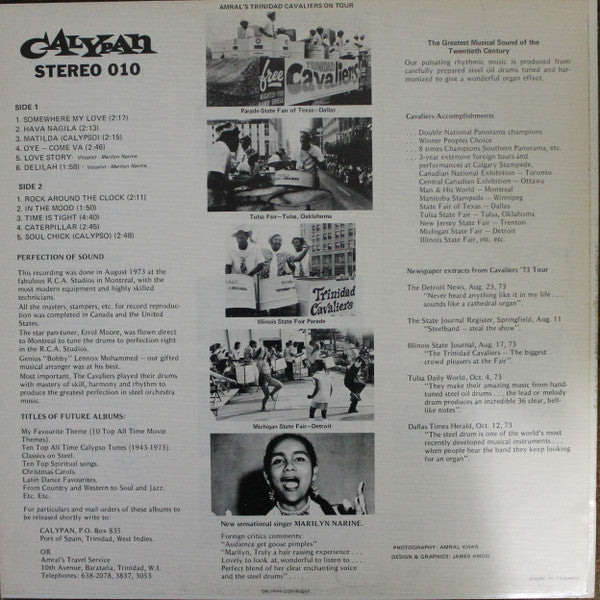 CALYPAN
STEREO 010
SIDE 1
1. SOMEWHERE MY LOVE (2:17)
2. HAVA NAGILA (2:13)
3. MATILDA (CALYPSO) (2:15)
4. OYE – COME VA (2:46)
5. LOVE STORY - Vocalist - Marilyn Narine.
6. DELILAH (1:58) - Vocalist - Marilyn Narine.
SIDE 2
1. ROCK AROUND THE CLOCK (2:11)
2. IN THE MOOD (1:50)
3. TIME IS TIGHT (4:40)
4. CATERPILLAR (2:45)
5. SOUL CHICK (CALYPSO) (2:48)
PERFECTION OF SOUND
This recording was done in August 1973 at the
fabulous R.C.A. Studios in Montreal, with the
most modern equipment and highly skilled
technicians.
All the masters, stampers, etc. for record reproduc-
tion was completed in Canada and the United
States.
The star pan-tuner, Errol Moore, was flown direct
to Montreal to tune the drums to perfection right
in the R.C.A. Studios.
Genius "Bobby" Lennox Mohammed – our gifted
musical arranger was at his best.
Most important, The Cavaliers played their drums
with mastery of skill, harmony and rhythm to
produce the greatest perfection in steel orchestra
music.
TITLES OF FUTURE ALBUMS:
My Favourite Theme (10 Top All Time Movie
Themes).
Ten Top All Time Calypso Tunes (1943-1973).
Classics on Steel.
Ten Top Spiritual songs.
Christmas Carols.
Latin Dance Favourites.
From Country and Western to Soul and Jazz.
Etc. Etc.
For particulars and mail orders of these albums to
be released shortly write to:
CALYPAN, P.O. Box 835
Port of Spain, Trinidad, West Indies.
OR
Amral's Travel Service
10th Avenue, Barataria, Trinidad, W.I.
Telephones: 638-2078, 3837, 3053
AMRAL'S TRINIDAD CAVALIERS ON TOUR
free
TRINIDAD
Cavaliers
Parade-State Fair of Texas–Dallas
Tulsa Fair–Tulsa, Oaklahoma
Trinidad
Cavaliers
Illinois State Fair Parade
Michigan State Fair–Detroit
New sensational singer MARILYN NARINE.
Foreign critics comments:
"Audience get goose pimples"
"Marilyn, Truly a hair raising experience . . .
Lovely to look at, wonderful to listen to . . .
Perfect blend of her clear enchanting voice
and the steel drums" . . . .
CALYPAN COPYRIGHT
The Greatest Musical Sound of the
Twentieth Century
Our pulsating rhythmic music is produced from
carefully prepared steel oil drums tuned and har-
monized to give a wonderful organ effect.
Cavaliers Accomplishments
. . . Double National Panorama champions
. . . Winner Peoples Choice
. . . 8 times Champions Southern Panorama, etc.
. . . 3-year extensive foreign tours and
performances at Calgary Stampede,
Canadian National Exhibition – Toronto
Central Canadian Exhibition – Ottawa
Man & His World – Montreal
Manitoba Stampede – Winnipeg
State Fair of Texas – Dallas
Tulsa State Fair – Tulsa, Oklahoma
New Jersey State Fair – Trenton
Michigan State Fair – Detroit
Illinois State Fair, etc. etc.
Newspaper extracts from Cavaliers '73 Tour
The Detroit News, Aug. 23, 73
"Never heard anything like it in my life . . .
sounds like a cathedral organ".
The State Journal Register, Springfield, Aug. 11
"Steelband – steal the show".
Illinois State Journal, Aug. 17, 73
"The Trinidad Cavaliers – The biggest
crowd pleasers at the Fair".
Tulsa Daily World, Oct. 4, 73
"They make their amazing music from hand-
tuned steel oil drums . . . the lead or melody
drum produces an incredible 36 clear, bell-
like notes".
Dallas Times Herald, Oct. 12, 73
"The steel drum is one of the world's most
recently developed musical instruments . . .
when people hear the band they keep looking
for an organ".
PHOTOGRAPHY: AMRAL KHAN
DESIGN & GRAPHICS: JAMES AMOW
MADE IN CANADA